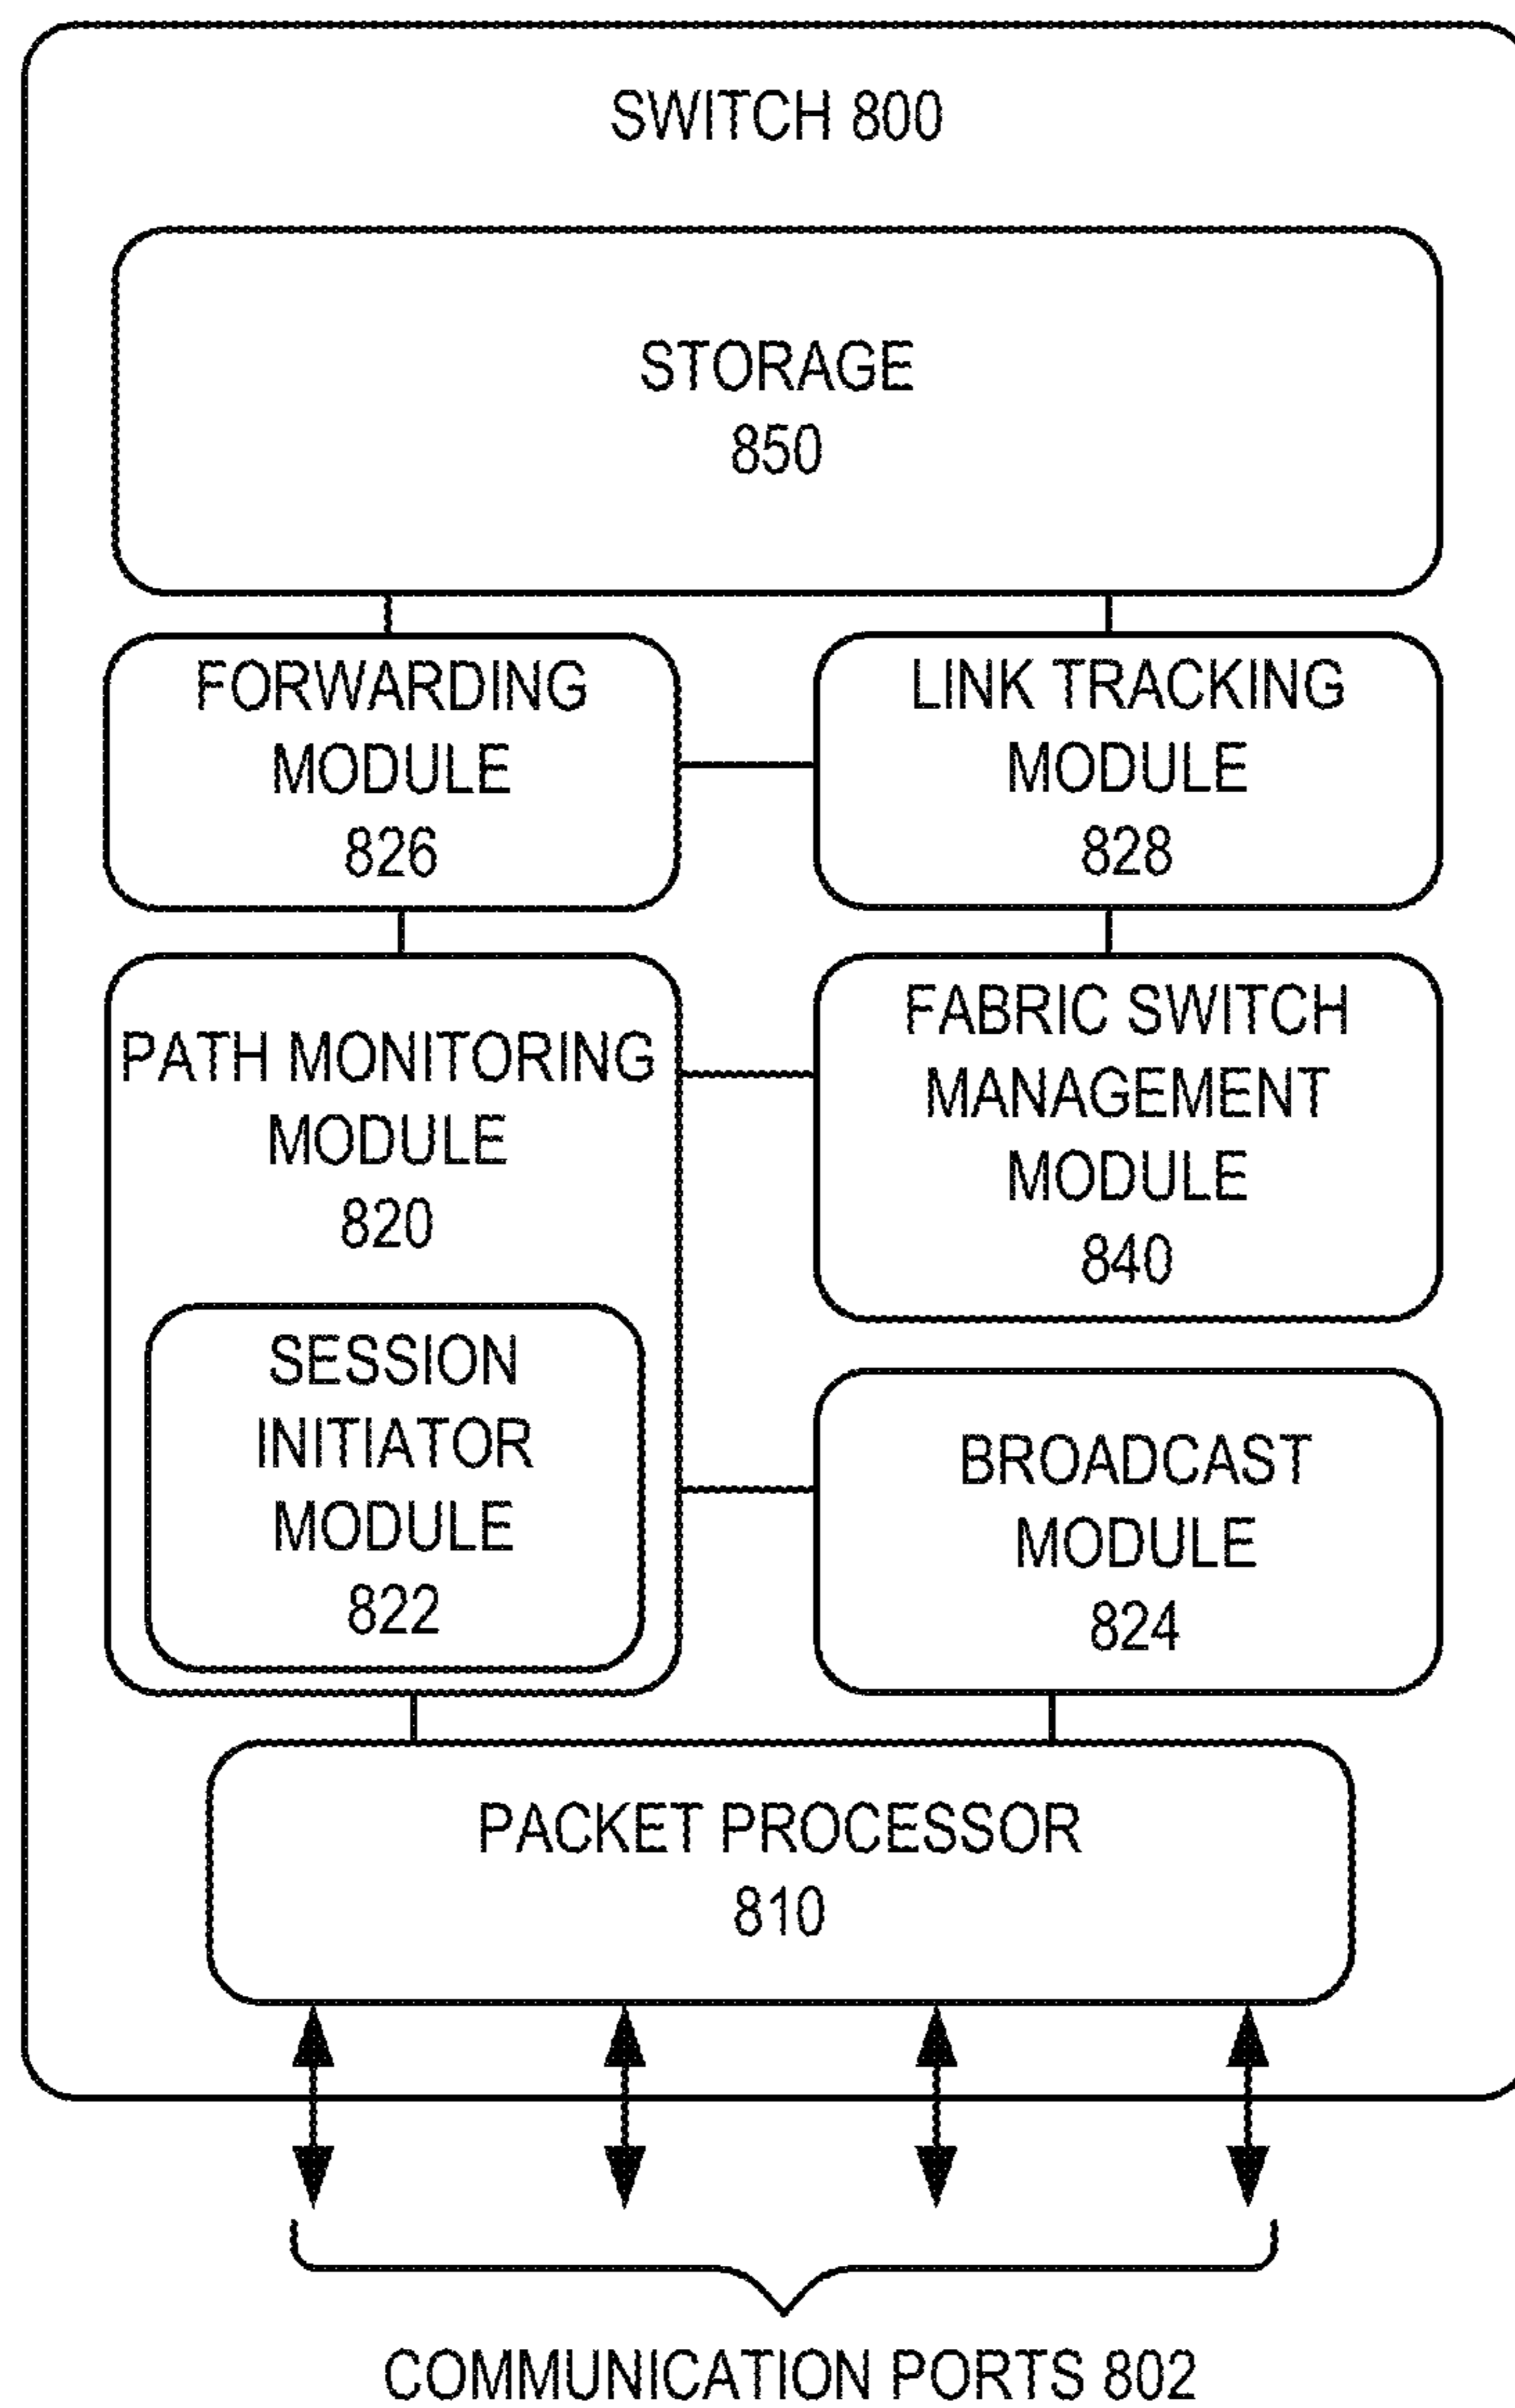 SWITCH 800
STORAGE
850
FORWARDING
MODULE
826
LINK TRACKING
MODULE
828
PATH MONITORING
MODULE
820
SESSION
INITIATOR
MODULE
822
FABRIC SWITCH
MANAGEMENT
MODULE
840
BROADCAST
MODULE
824
PACKET PROCESSOR
810
COMMUNICATION PORTS 802